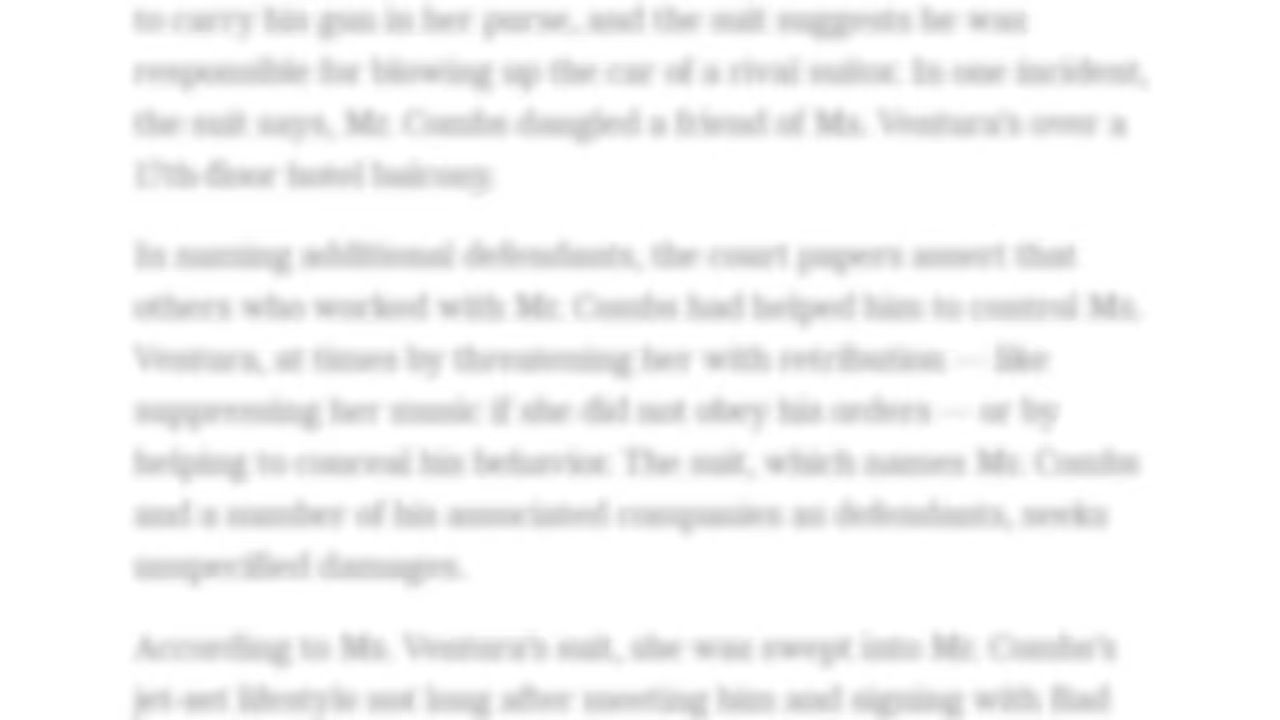 to carry his gun in her purse, and the suit suggests he was
responsible for blowing up the car of a rival suitor. In one incident,
the suit says, Mr. Combs dangled a friend of Ms. Ventura's over a
17th-floor hotel balcony.
In naming additional defendants, the court papers assert that
others who worked with Mr. Combs had helped him to control Ms.
Ventura, at times by threatening her with retribution — like
suppressing her music if she did not obey his orders — or by
helping to conceal his behavior. The suit, which names Mr. Combs
and a number of his associated companies as defendants, seeks
unspecified damages.
According to Ms. Ventura's suit, she was swept into Mr. Combs's
jet-set lifestyle not long after meeting him and signing with Bad